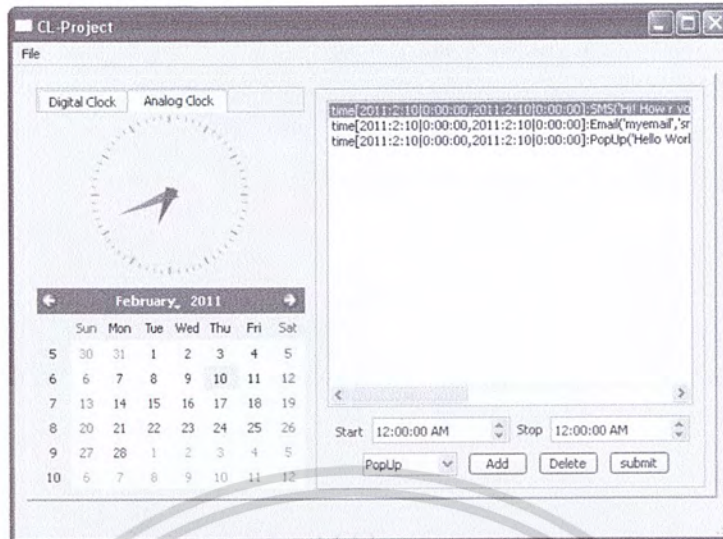 CL-Project
File
Digital Clock Analog Clock
time[2011:2:10|0:00:00,2011:2:10|0:00:00]:SMS('Hi! How r yo
time[2011:2:10|0:00:00,2011:2:10|0:00:00]:Email('myemail','sr
time[2011:2:10|0:00:00,2011:2:10|0:00:00]:PopUp('Hello Worl
February, 2011
Sun Mon Tue Wed Thu Fri Sat
5 30 31 1 2 3 4 5
6 6 7 8 9 10 11 12
7 13 14 15 16 17 18 19
8 20 21 22 23 24 25 26
9 27 28 1 2 3 4 5
10 6 7 8 9 10 11 12
Start 12:00:00 AM Stop 12:00:00 AM
PopUp Add Delete submit